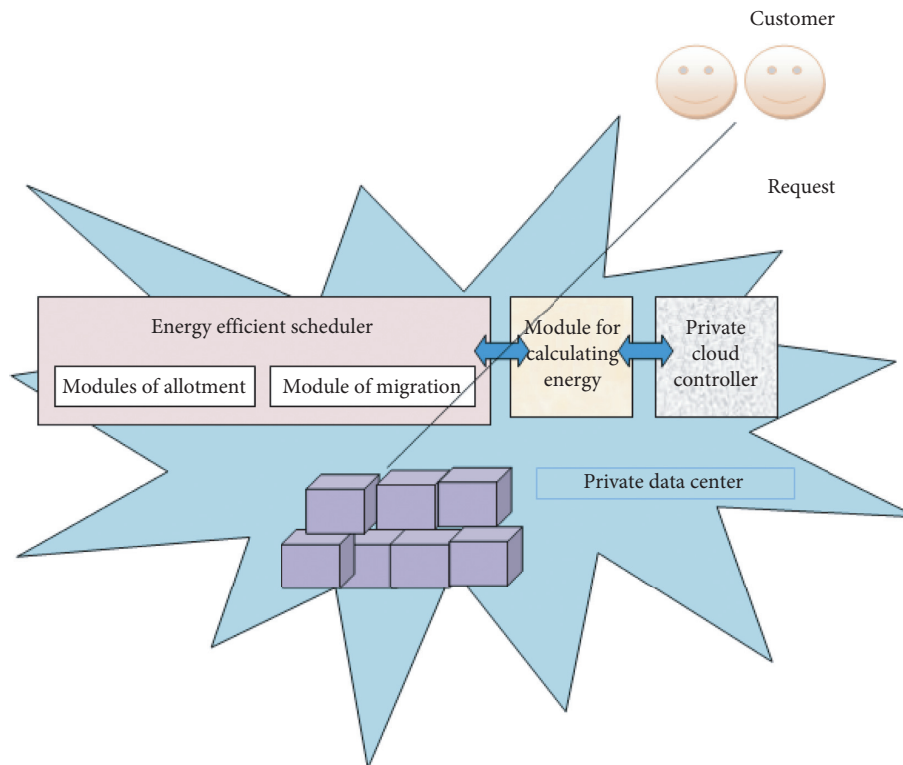 Customer
Request
Energy efficient scheduler
Modules of allotment
Module of migration
Module for
calculating
energy
Private
cloud
controller
Private data center